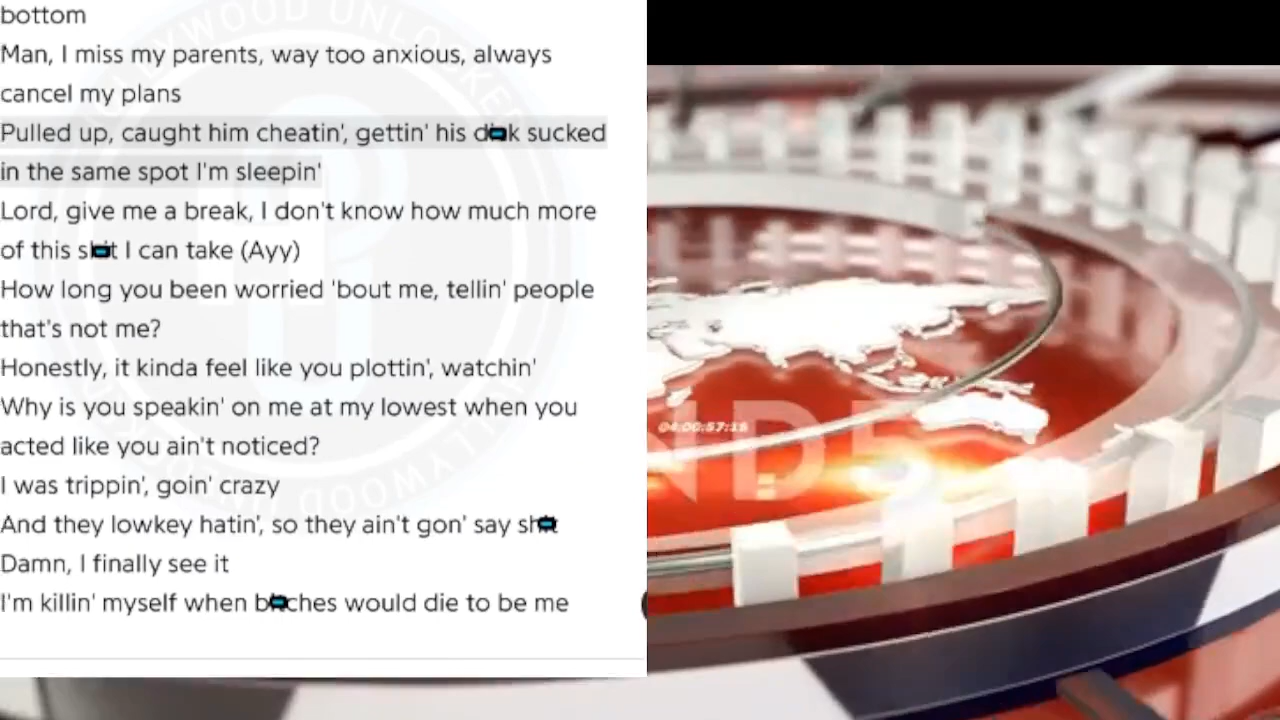 bottom
Man, I miss my parents, way too anxious, always
cancel my plans
Pulled up, caught him cheatin', gettin' his d*k sucked
in the same spot I'm sleepin'
Lord, give me a break, I don't know how much more
of this s*t I can take (Ayy)
How long you been worried 'bout me, tellin' people
that's not me?
Honestly, it kinda feel like you plottin', watchin'
Why is you speakin' on me at my lowest when you
acted like you ain't noticed?
I was trippin', goin' crazy
And they lowkey hatin', so they ain't gon' say sh*t
Damn, I finally see it
I'm killin' myself when b*ches would die to be me